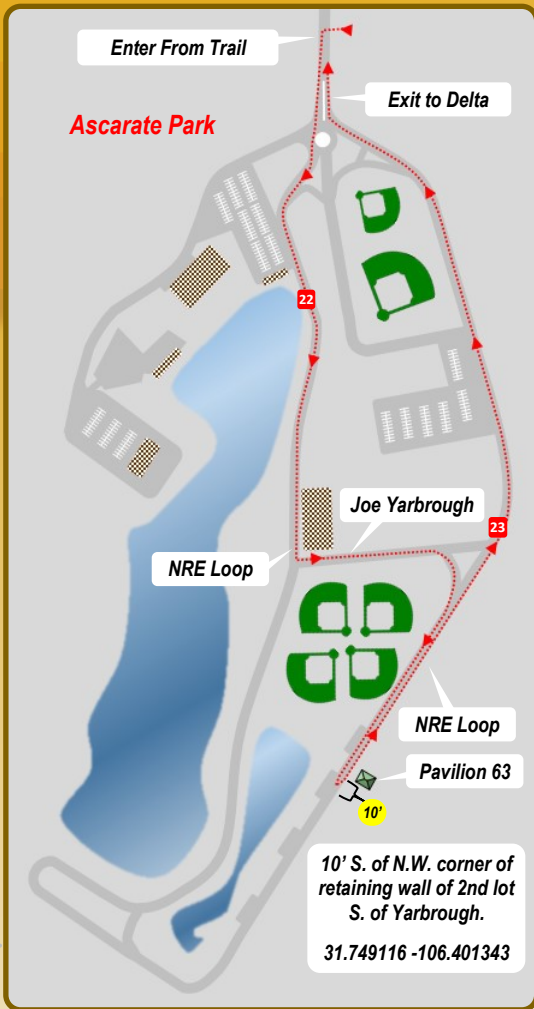 Enter From Trail
Exit to Delta
Ascarate Park
22
Joe Yarbrough
23
NRE Loop
NRE Loop
Pavilion 63
10'
10' S. of N.W. corner of
retaining wall of 2nd lot
S. of Yarbrough.
31.749116 -106.401343